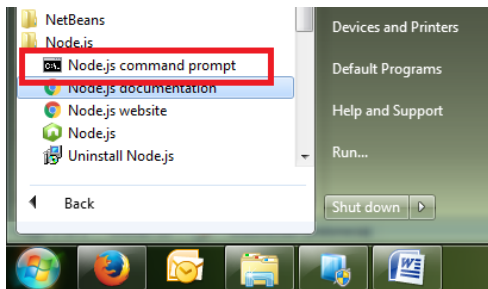 NetBeans
Node.js
Node.js command prompt
Node.js documentation
Node.js website
Node.js
Uninstall Node.js
Back
Devices and Printers
Default Programs
Help and Support
Run...
Shut down